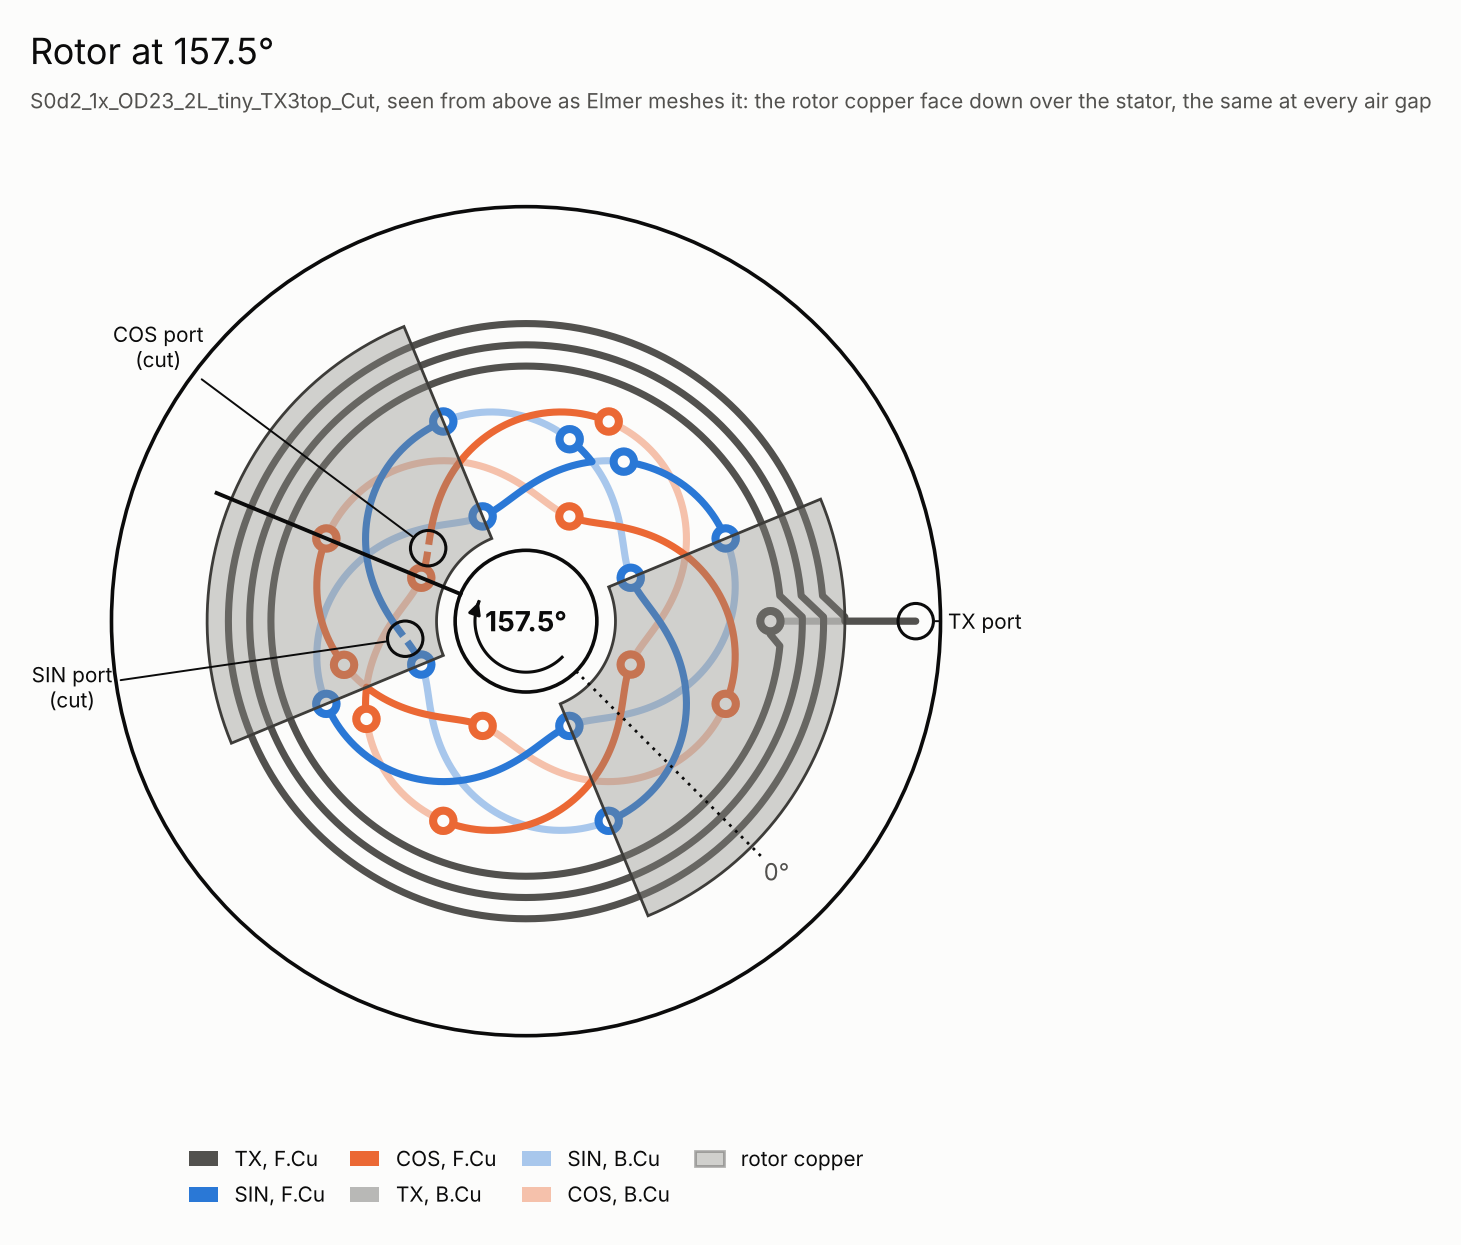 Rotor at 157.5°
S0d2_1x_OD23_2L_tiny_TX3top_Cut, seen from above as Elmer meshes it: the rotor copper face down over the stator, the same at every air gap
COS port
(cut)
157.5°
TX port
SIN port
(cut)
0°
TX, F.Cu
COS, F.Cu
SIN, B.Cu
rotor copper
SIN, F.Cu
TX, B.Cu
COS, B.Cu